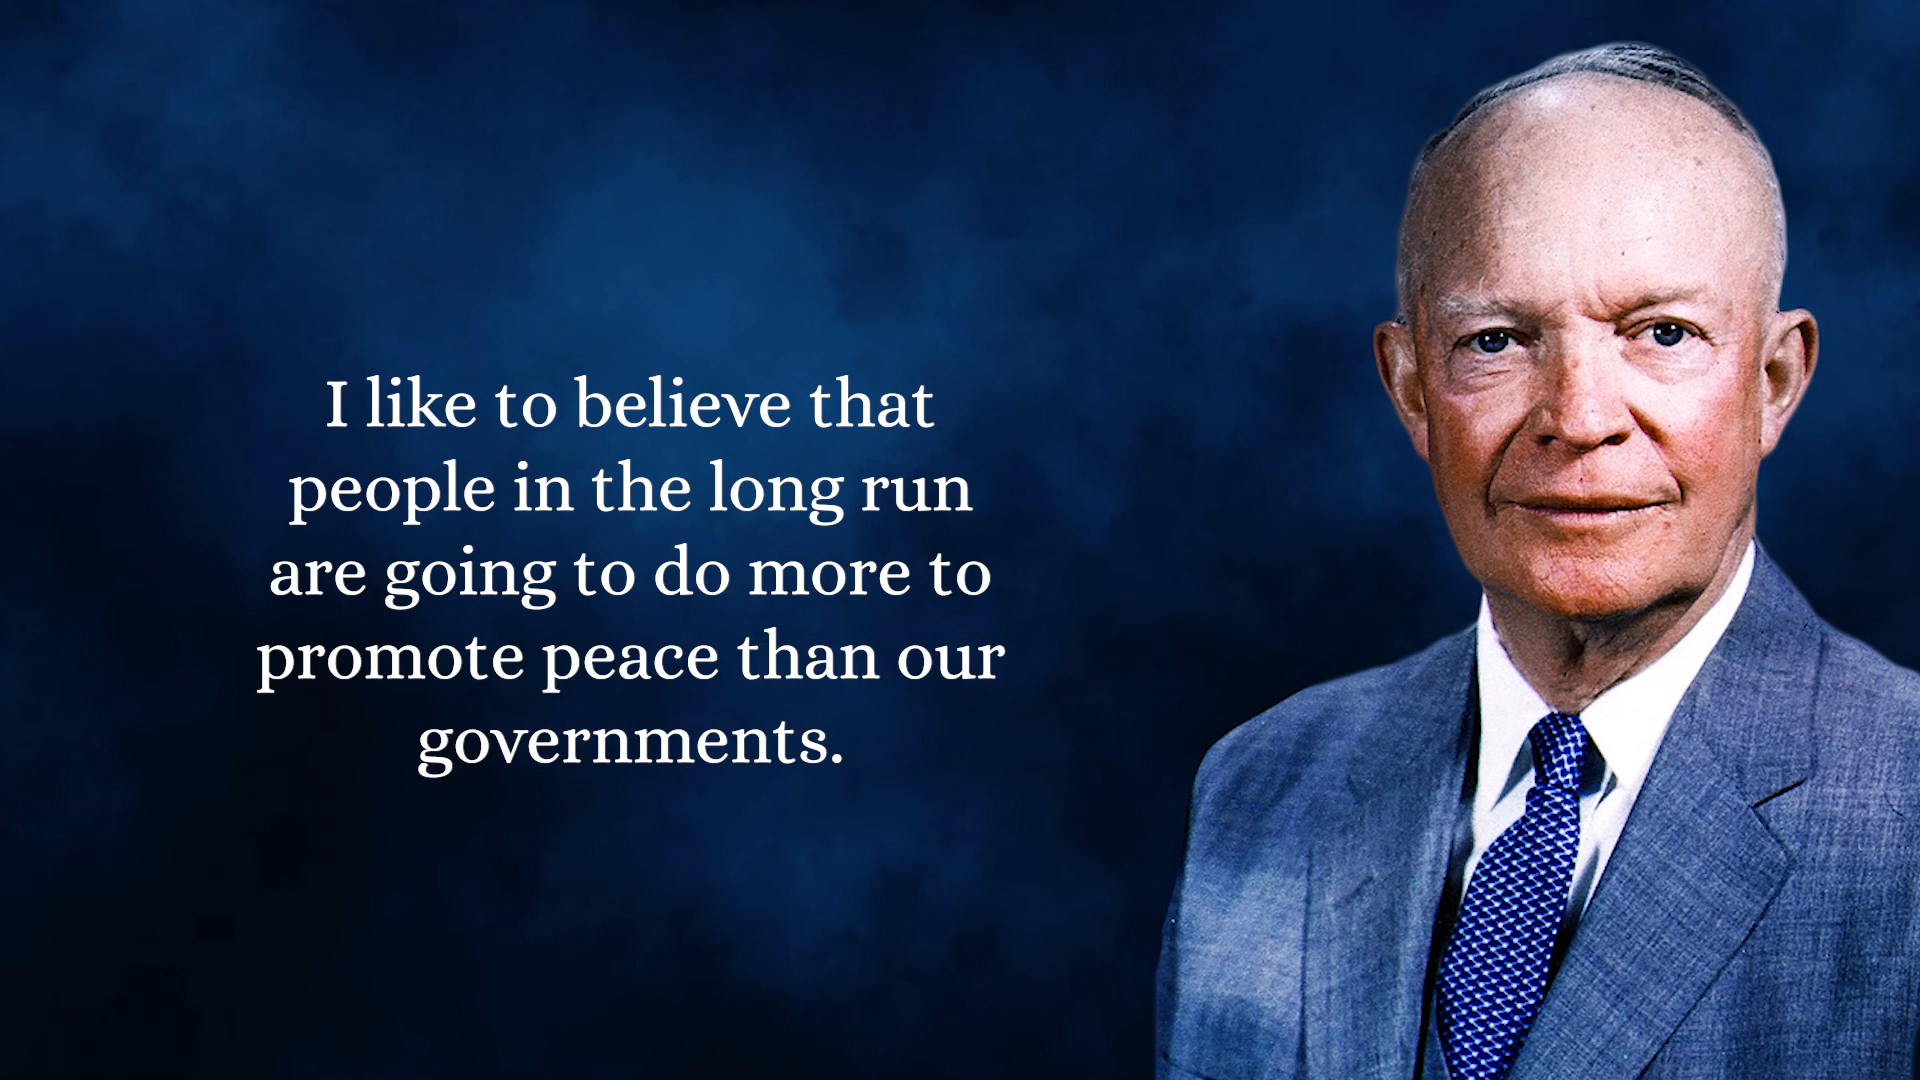 I like to believe that
people in the long run
are going to do more to
promote peace than our
governments.